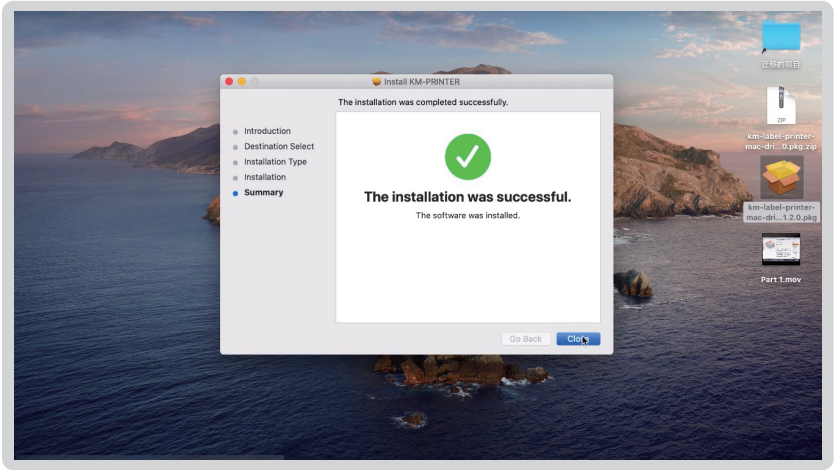 Install KM-PRINTER
The installation was completed successfully.
Introduction
Destination Select
Installation Type
Installation
Summary
The installation was successful.
The software was installed.
Go Back
Close
迁移的项目
ZIP
km-label-printer-
mac-dri...0.pkg.zip
km-label-printer-
mac-dri...1.2.0.pkg
Part 1.mov